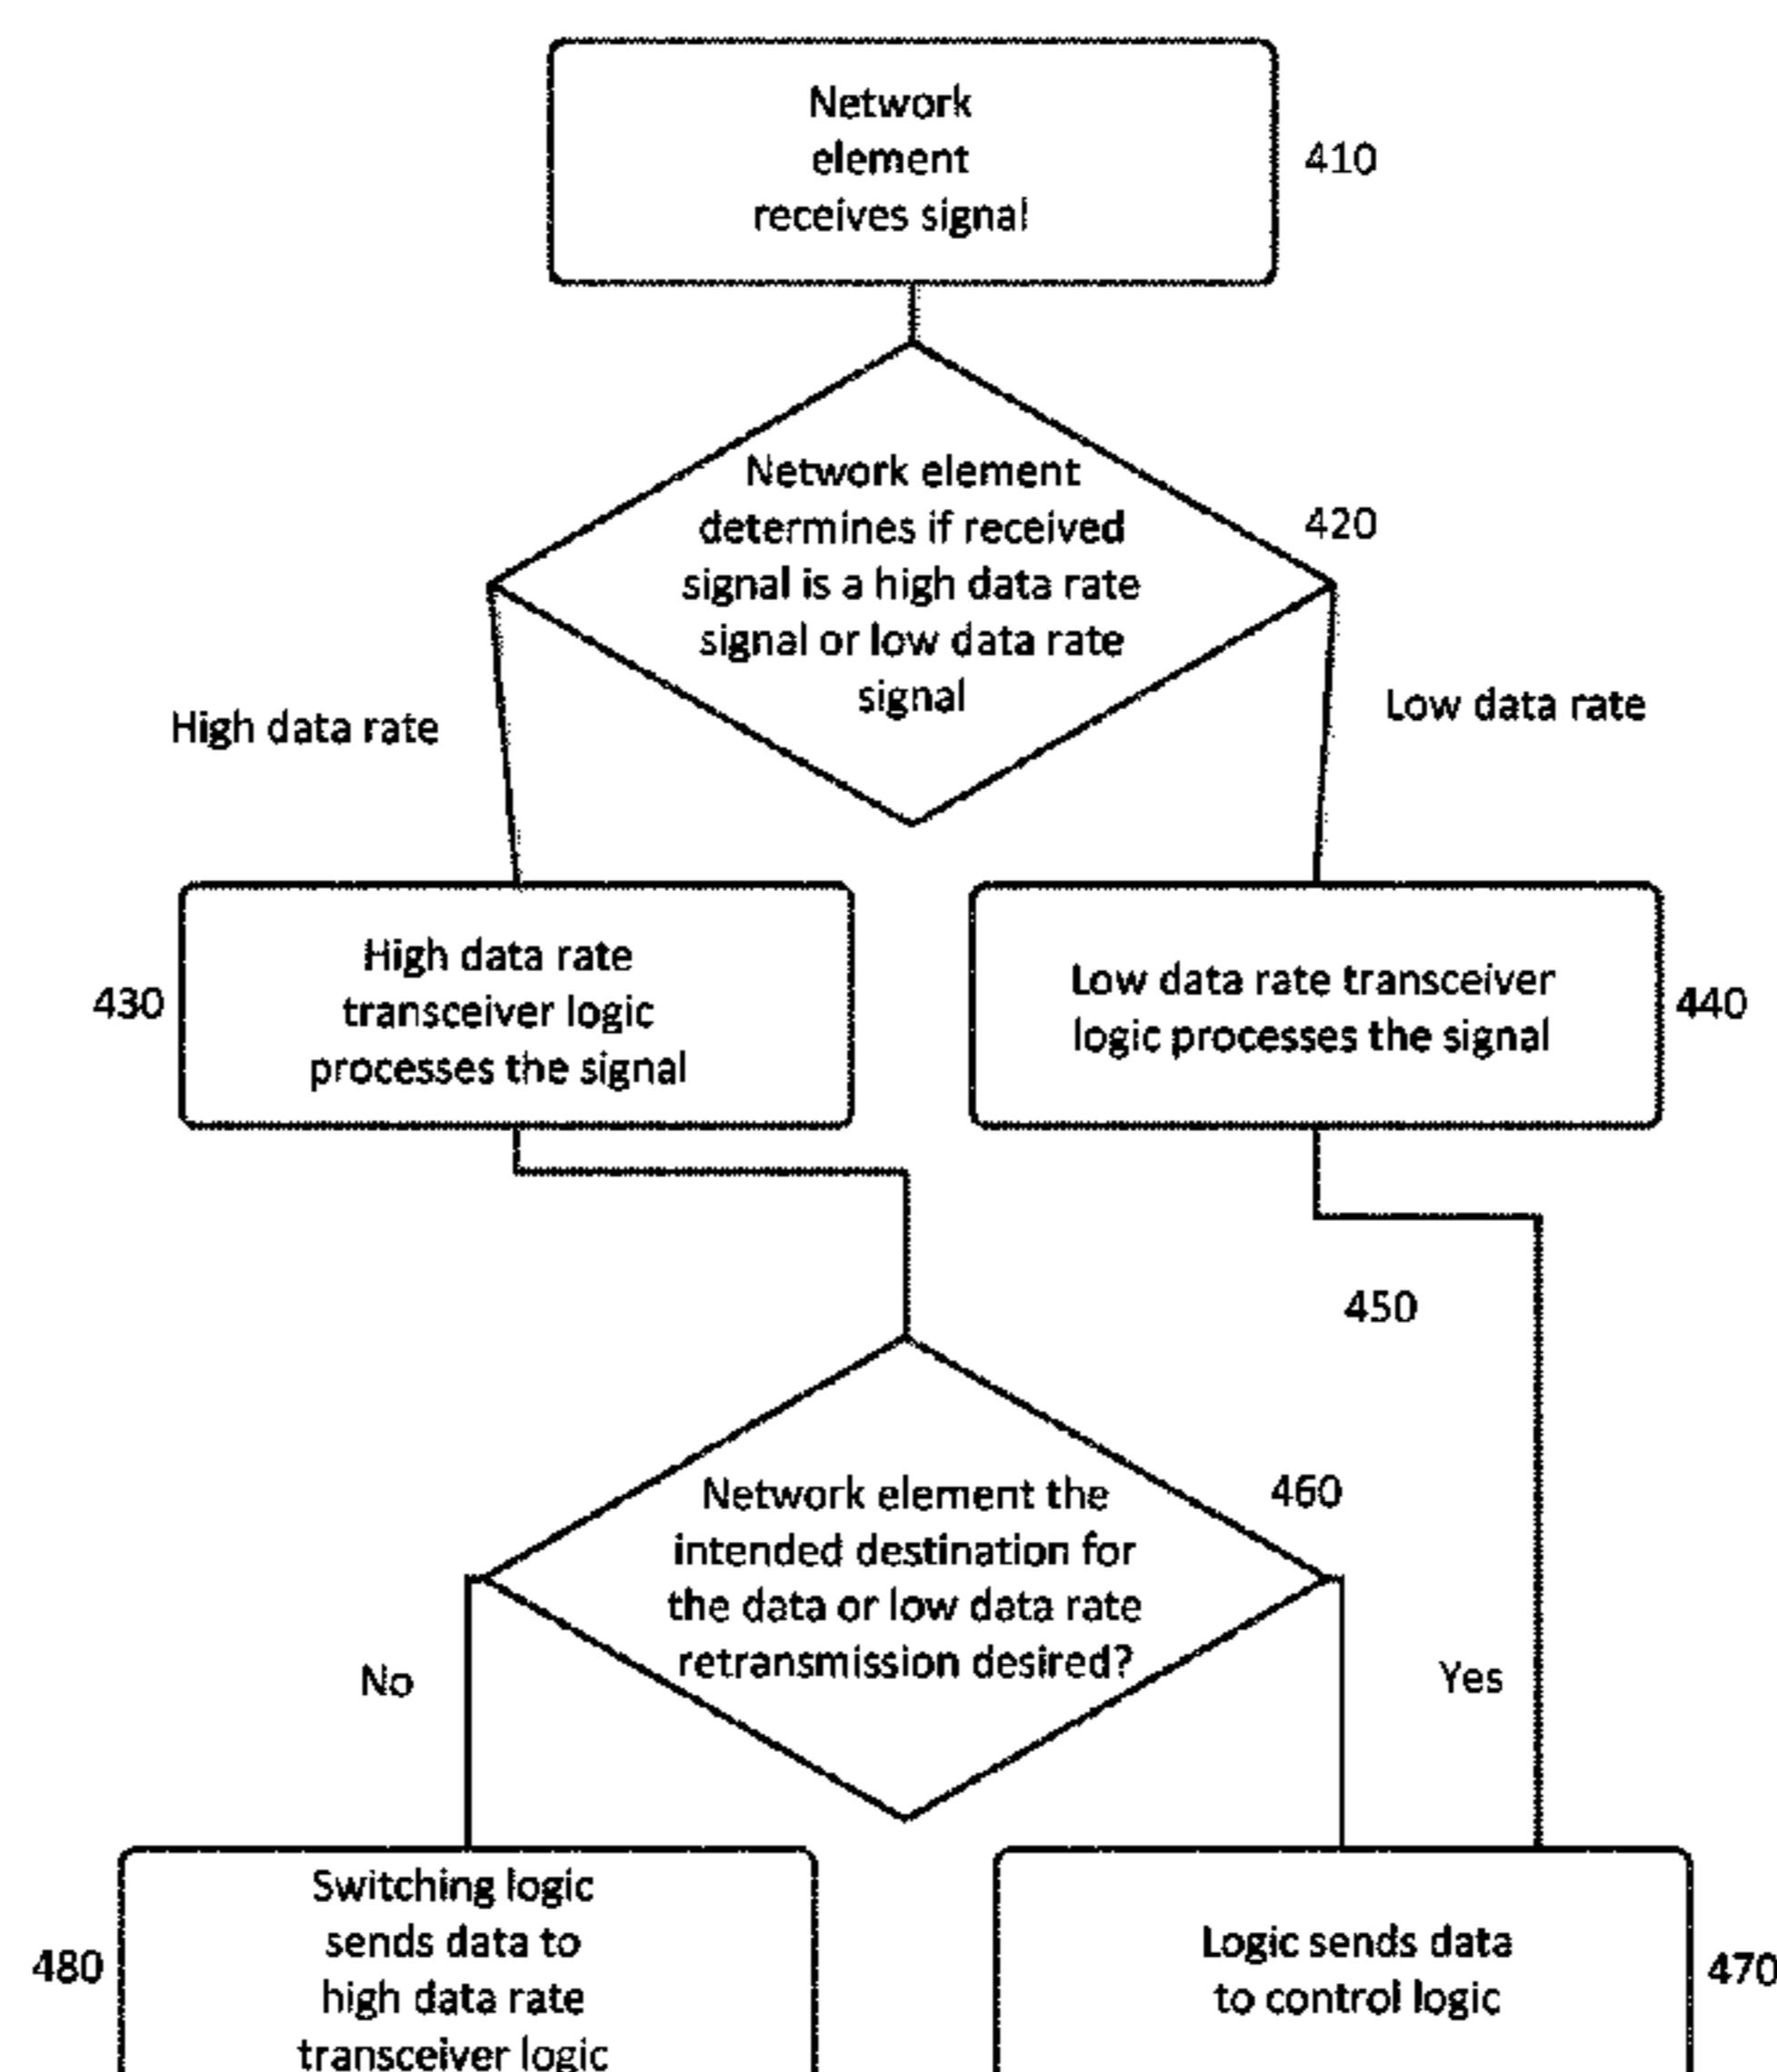 Network
element
receives signal
410
Network element
determines if received
signal is a high data rate
signal or low data rate
signal
420
High data rate
Low data rate
High data rate
transceiver logic
processes the signal
430
Low data rate transceiver
logic processes the signal
440
450
Network element the
intended destination for
the data or low data rate
retransmission desired?
460
No
Yes
Switching logic
sends data to
high data rate
transceiver logic
480
Logic sends data
to control logic
470